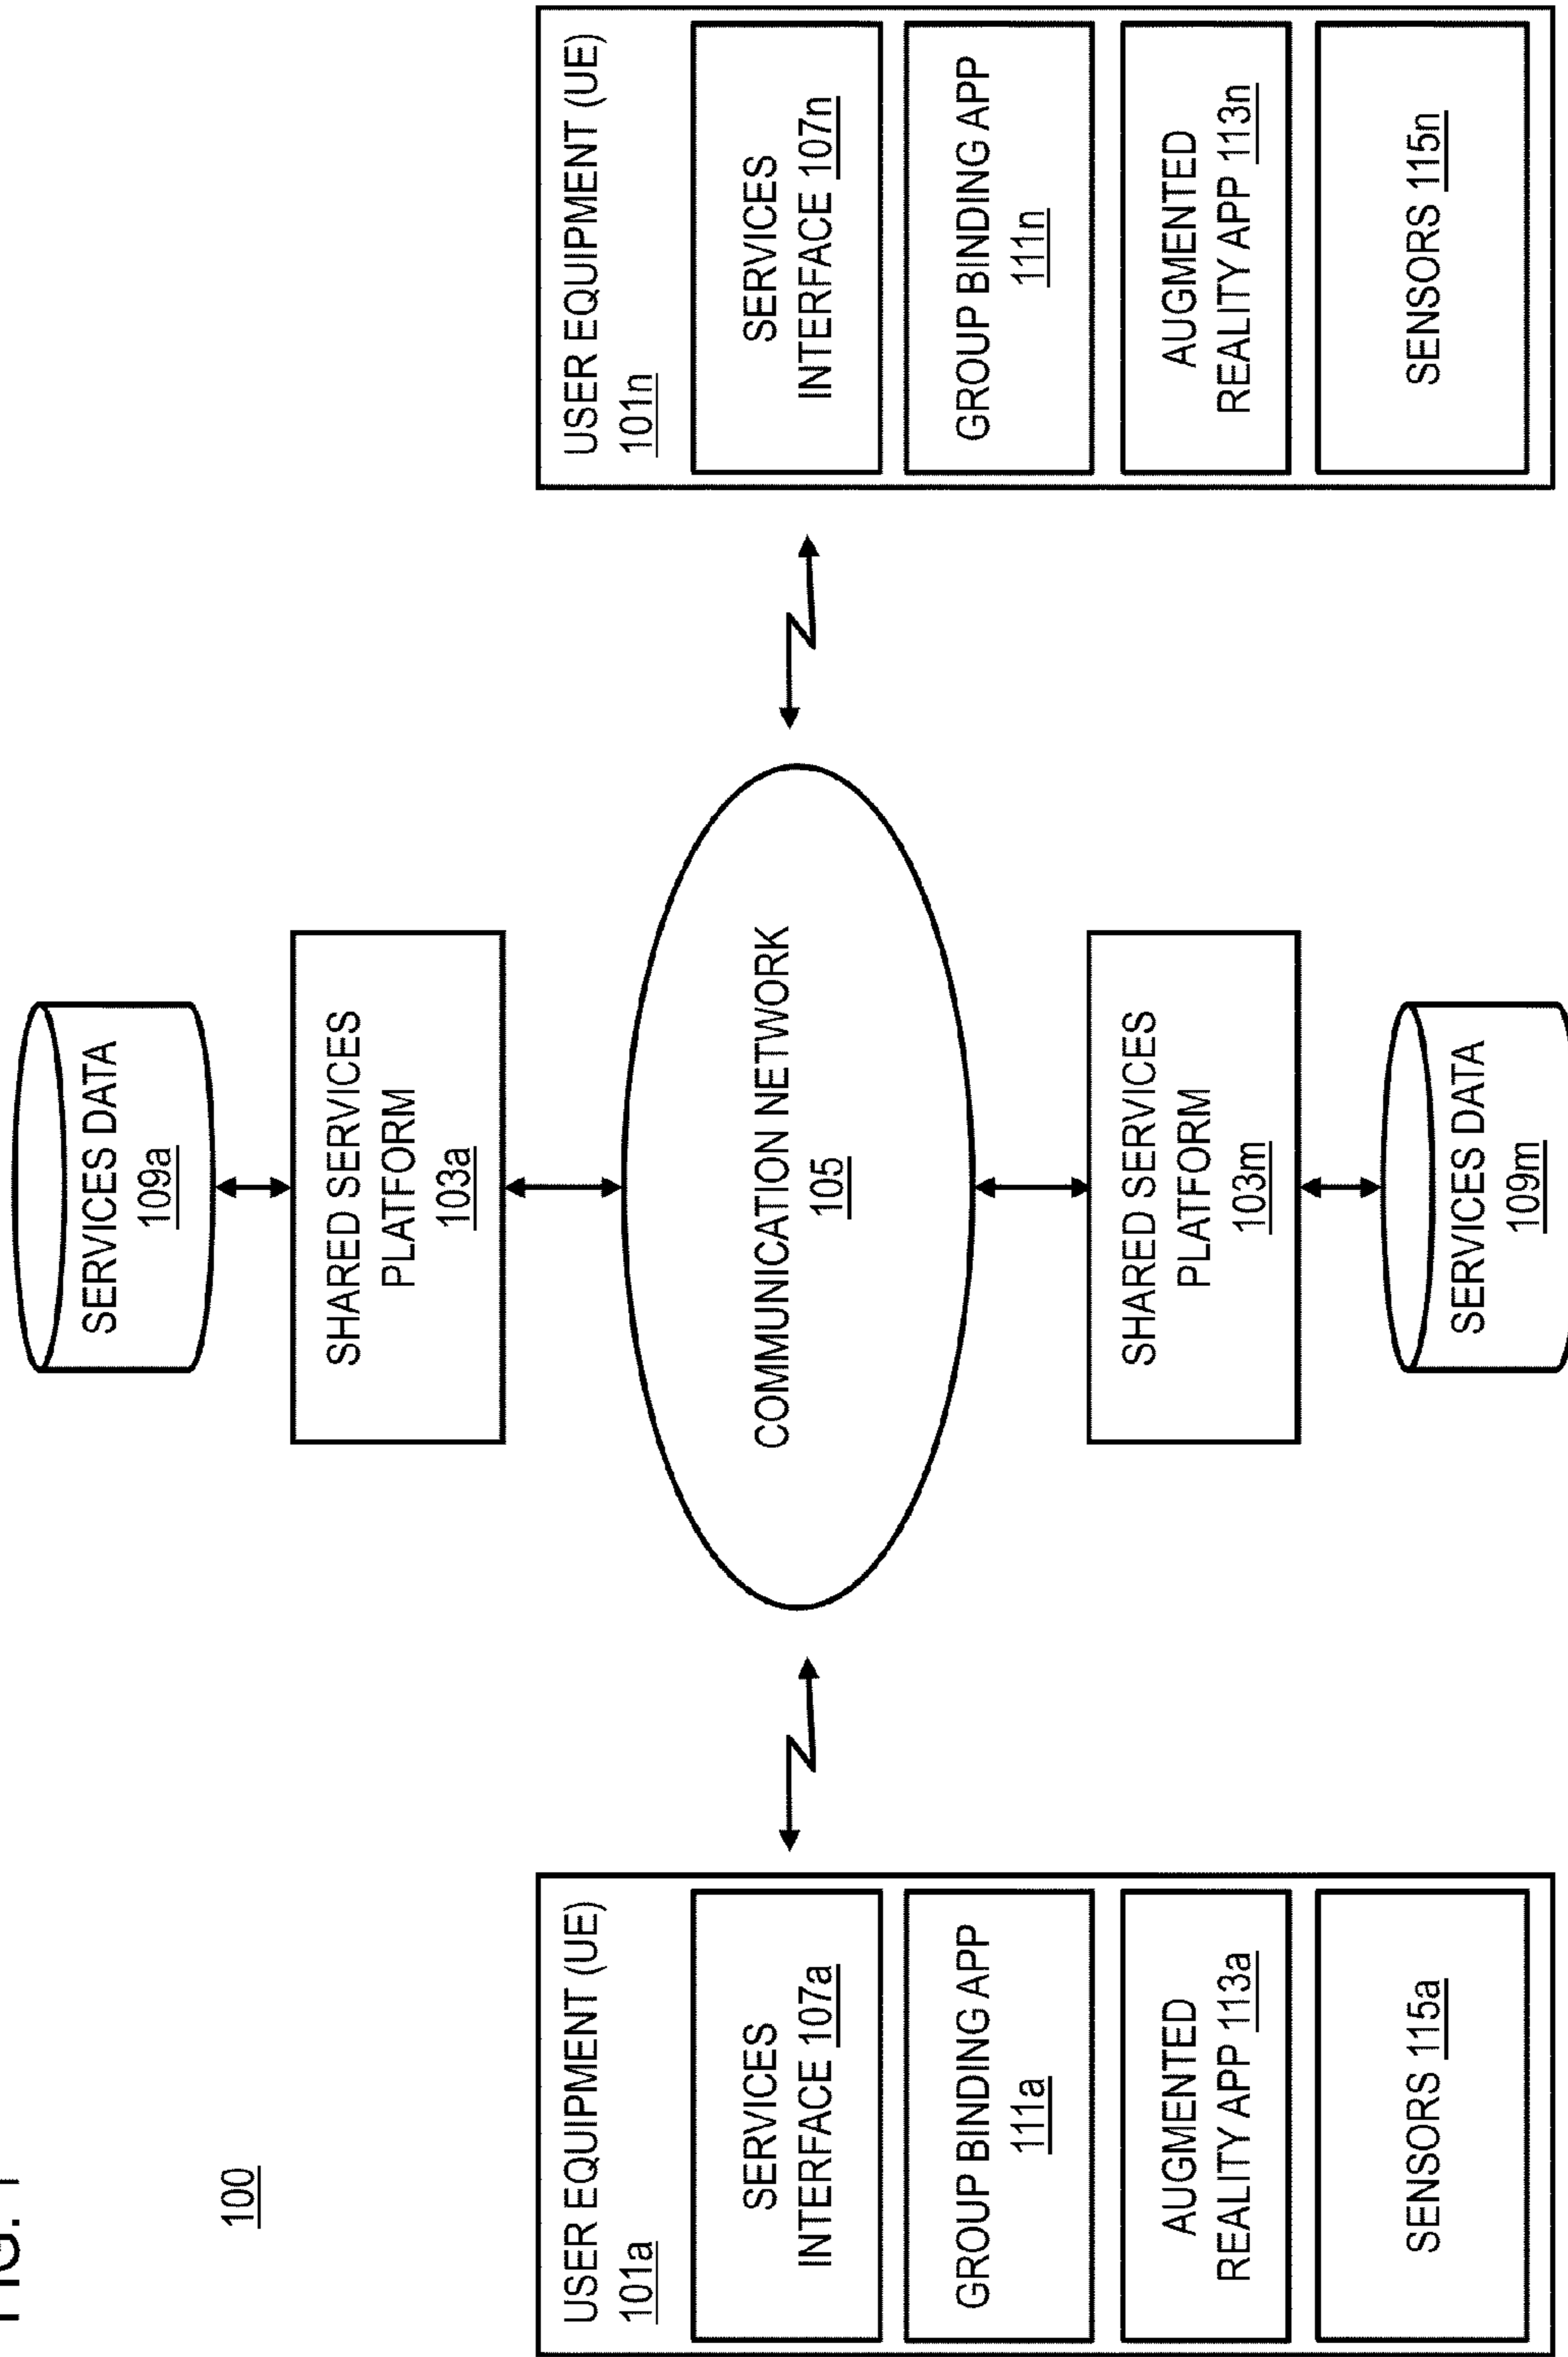 FIG. 1
100
SERVICES DATA
109a
SHARED SERVICES
PLATFORM
103a
USER EQUIPMENT (UE)
101a
SERVICES
INTERFACE 107a
GROUP BINDING APP
111a
AUGMENTED
REALITY APP 113a
SENSORS 115a
COMMUNICATION NETWORK
105
USER EQUIPMENT (UE)
101n
SERVICES
INTERFACE 107n
GROUP BINDING APP
111n
AUGMENTED
REALITY APP 113n
SENSORS 115n
SHARED SERVICES
PLATFORM
103m
SERVICES DATA
109m